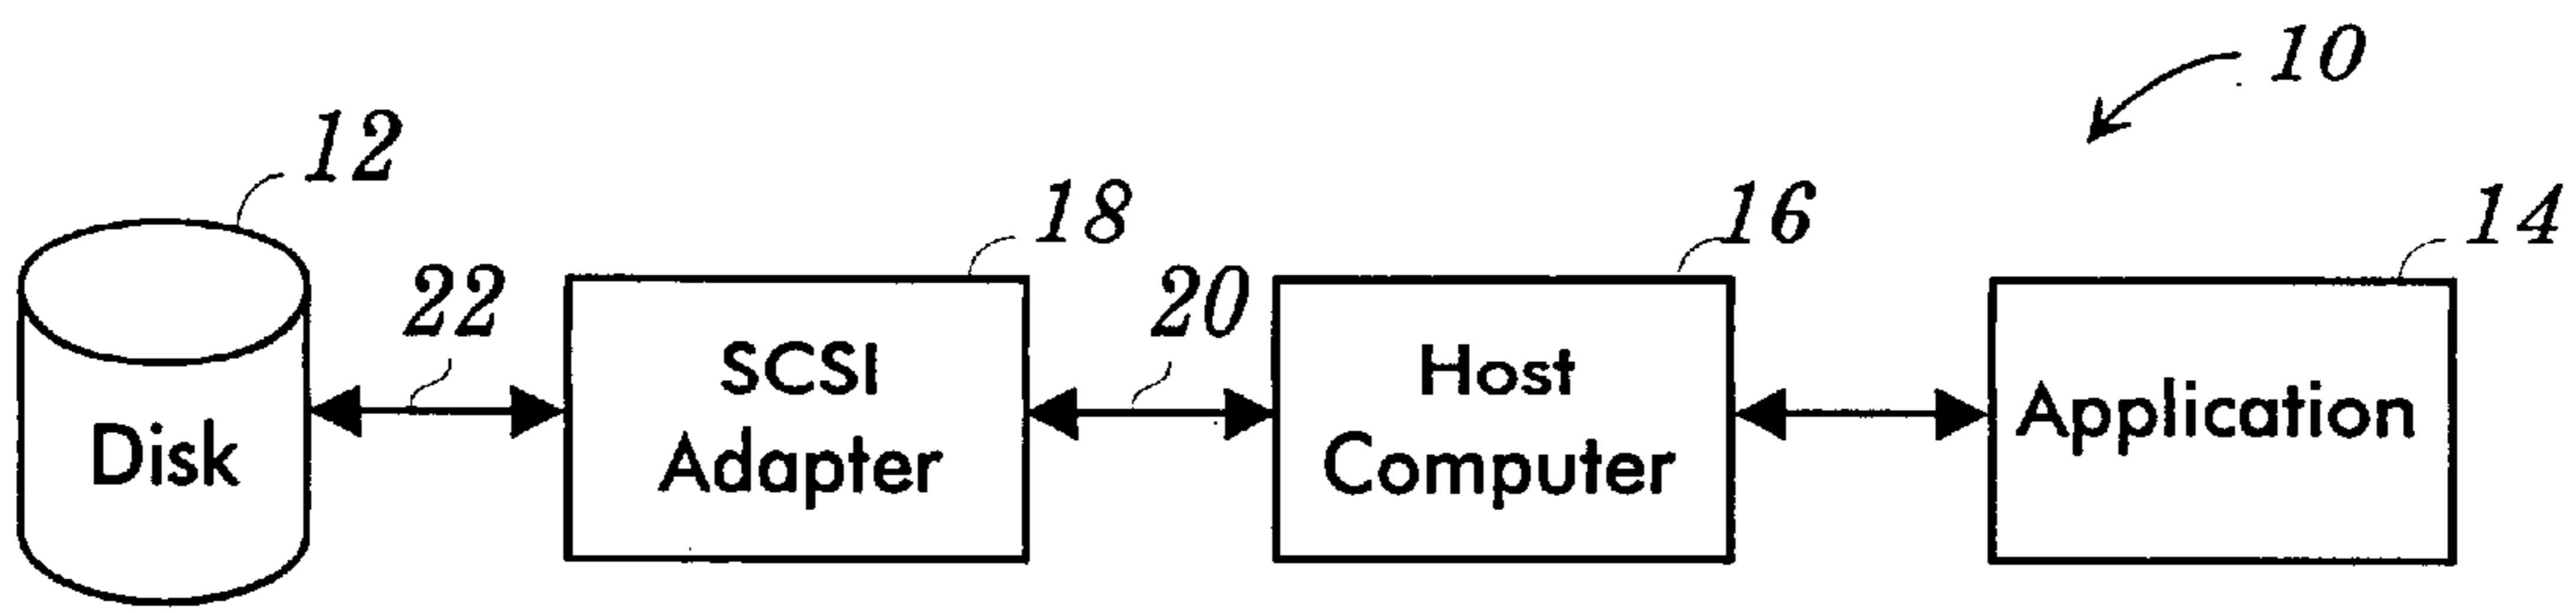 10
12
18
16
14
22
20
Disk
SCSI
Adapter
Host
Computer
Application